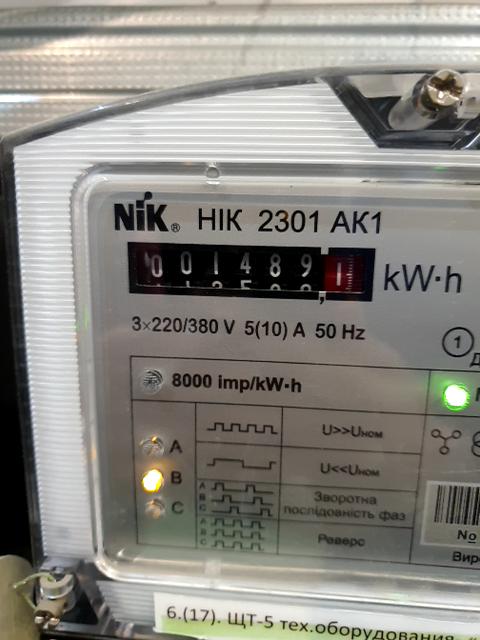 NiK® НІК 2301 АК1
001489,1 kW·h
3×220/380 V 5(10) A 50 Hz
1
8000 imp/kW·h
A
U>>Uном
B
U<<Uном
C
A
B
C
Зворотна
послідовність фаз
A
B
C
Реверс
No
6.(17). ЩТ-5 тех.оборудования